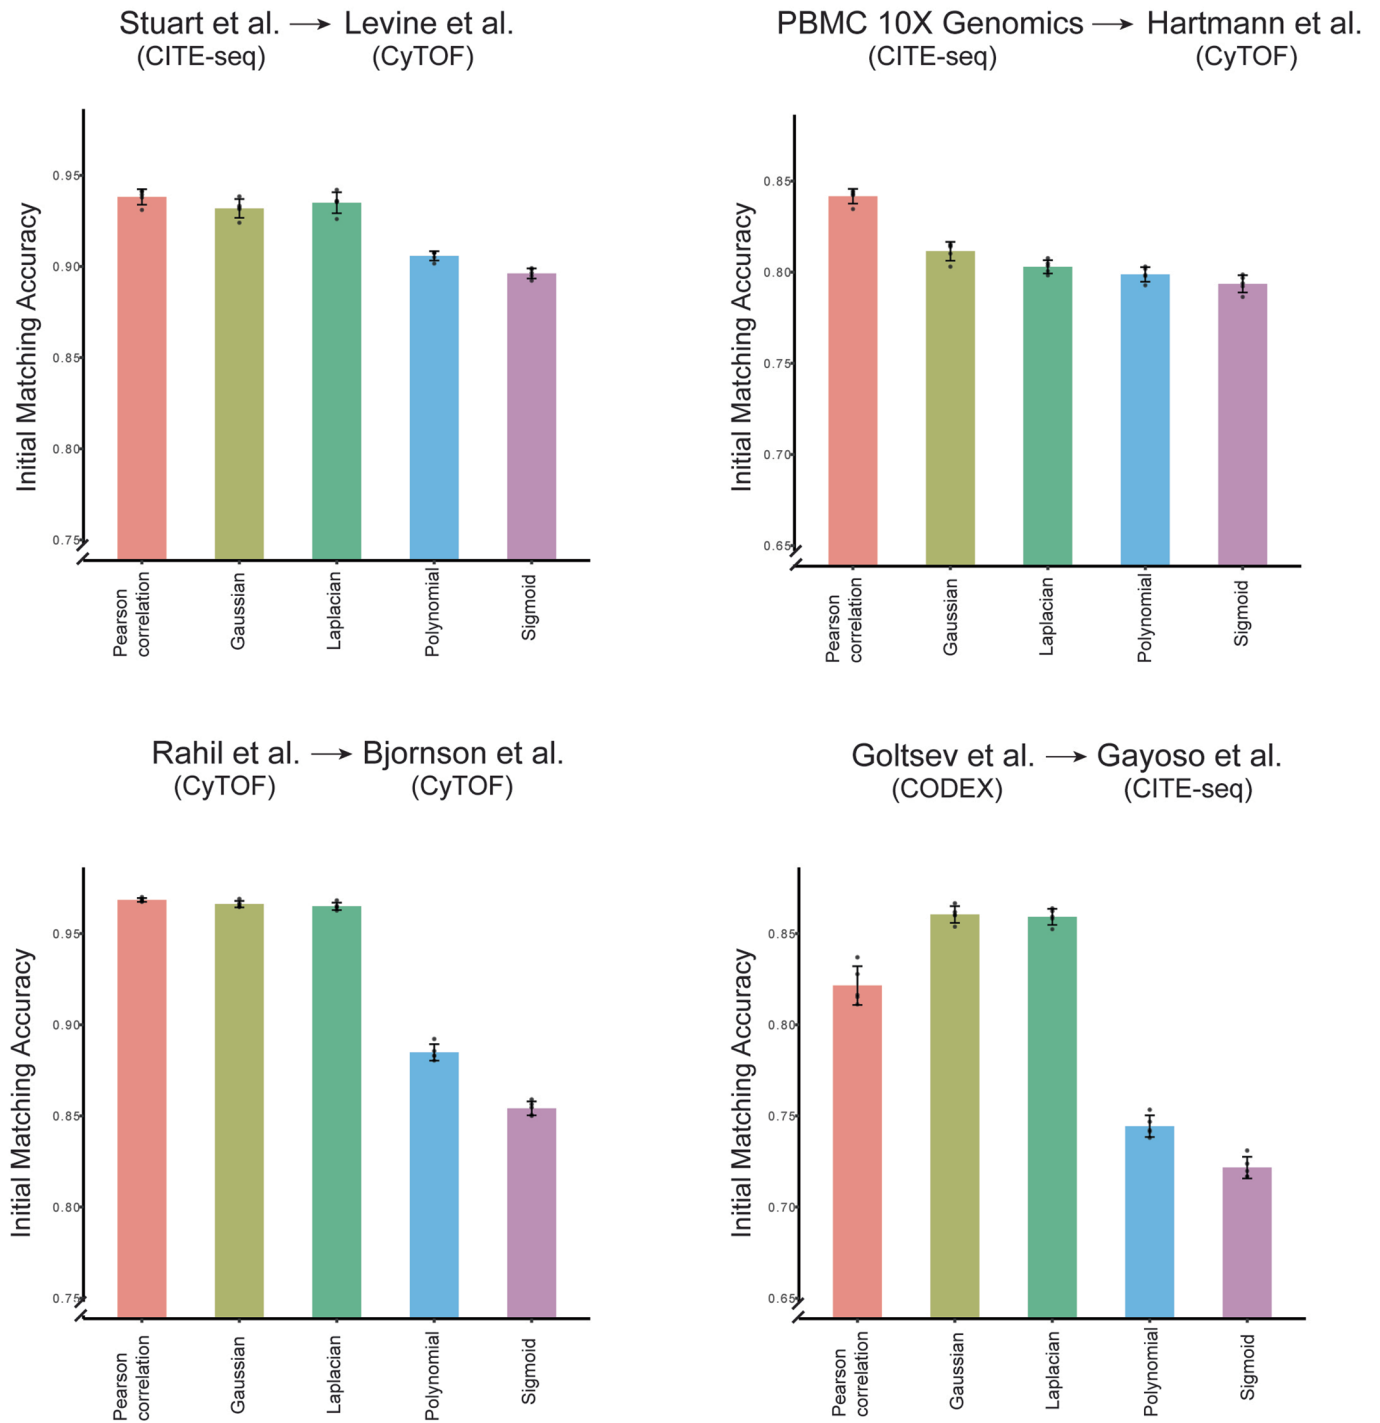 Stuart et al. → Levine et al.
(CITE-seq) (CyTOF)
Initial Matching Accuracy
0.95
0.90
0.85
0.80
0.75
Pearson
correlation
Gaussian
Laplacian
Polynomial
Sigmoid
PBMC 10X Genomics → Hartmann et al.
(CITE-seq) (CyTOF)
Initial Matching Accuracy
0.85
0.80
0.75
0.70
0.65
Pearson
correlation
Gaussian
Laplacian
Polynomial
Sigmoid
Rahil et al. → Bjornson et al.
(CyTOF) (CyTOF)
Initial Matching Accuracy
0.95
0.90
0.85
0.80
0.75
Pearson
correlation
Gaussian
Laplacian
Polynomial
Sigmoid
Goltsev et al. → Gayoso et al.
(CODEX) (CITE-seq)
Initial Matching Accuracy
0.85
0.80
0.75
0.70
0.65
Pearson
correlation
Gaussian
Laplacian
Polynomial
Sigmoid